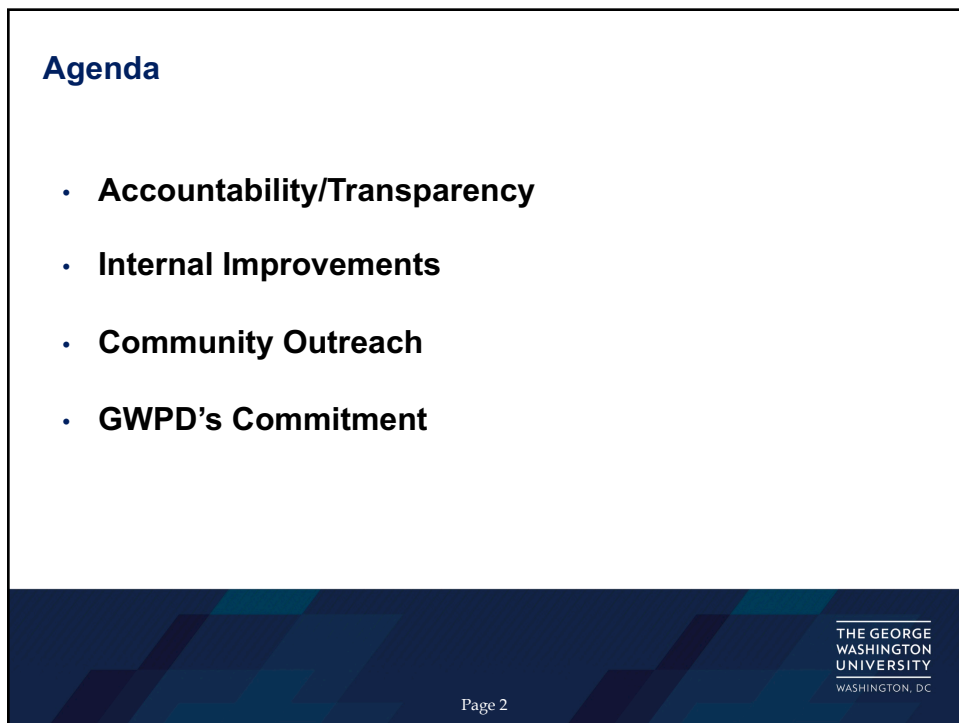 Agenda
• Accountability/Transparency
• Internal Improvements
• Community Outreach
• GWPD’s Commitment
THE GEORGE
WASHINGTON
UNIVERSITY
WASHINGTON, DC
Page 2